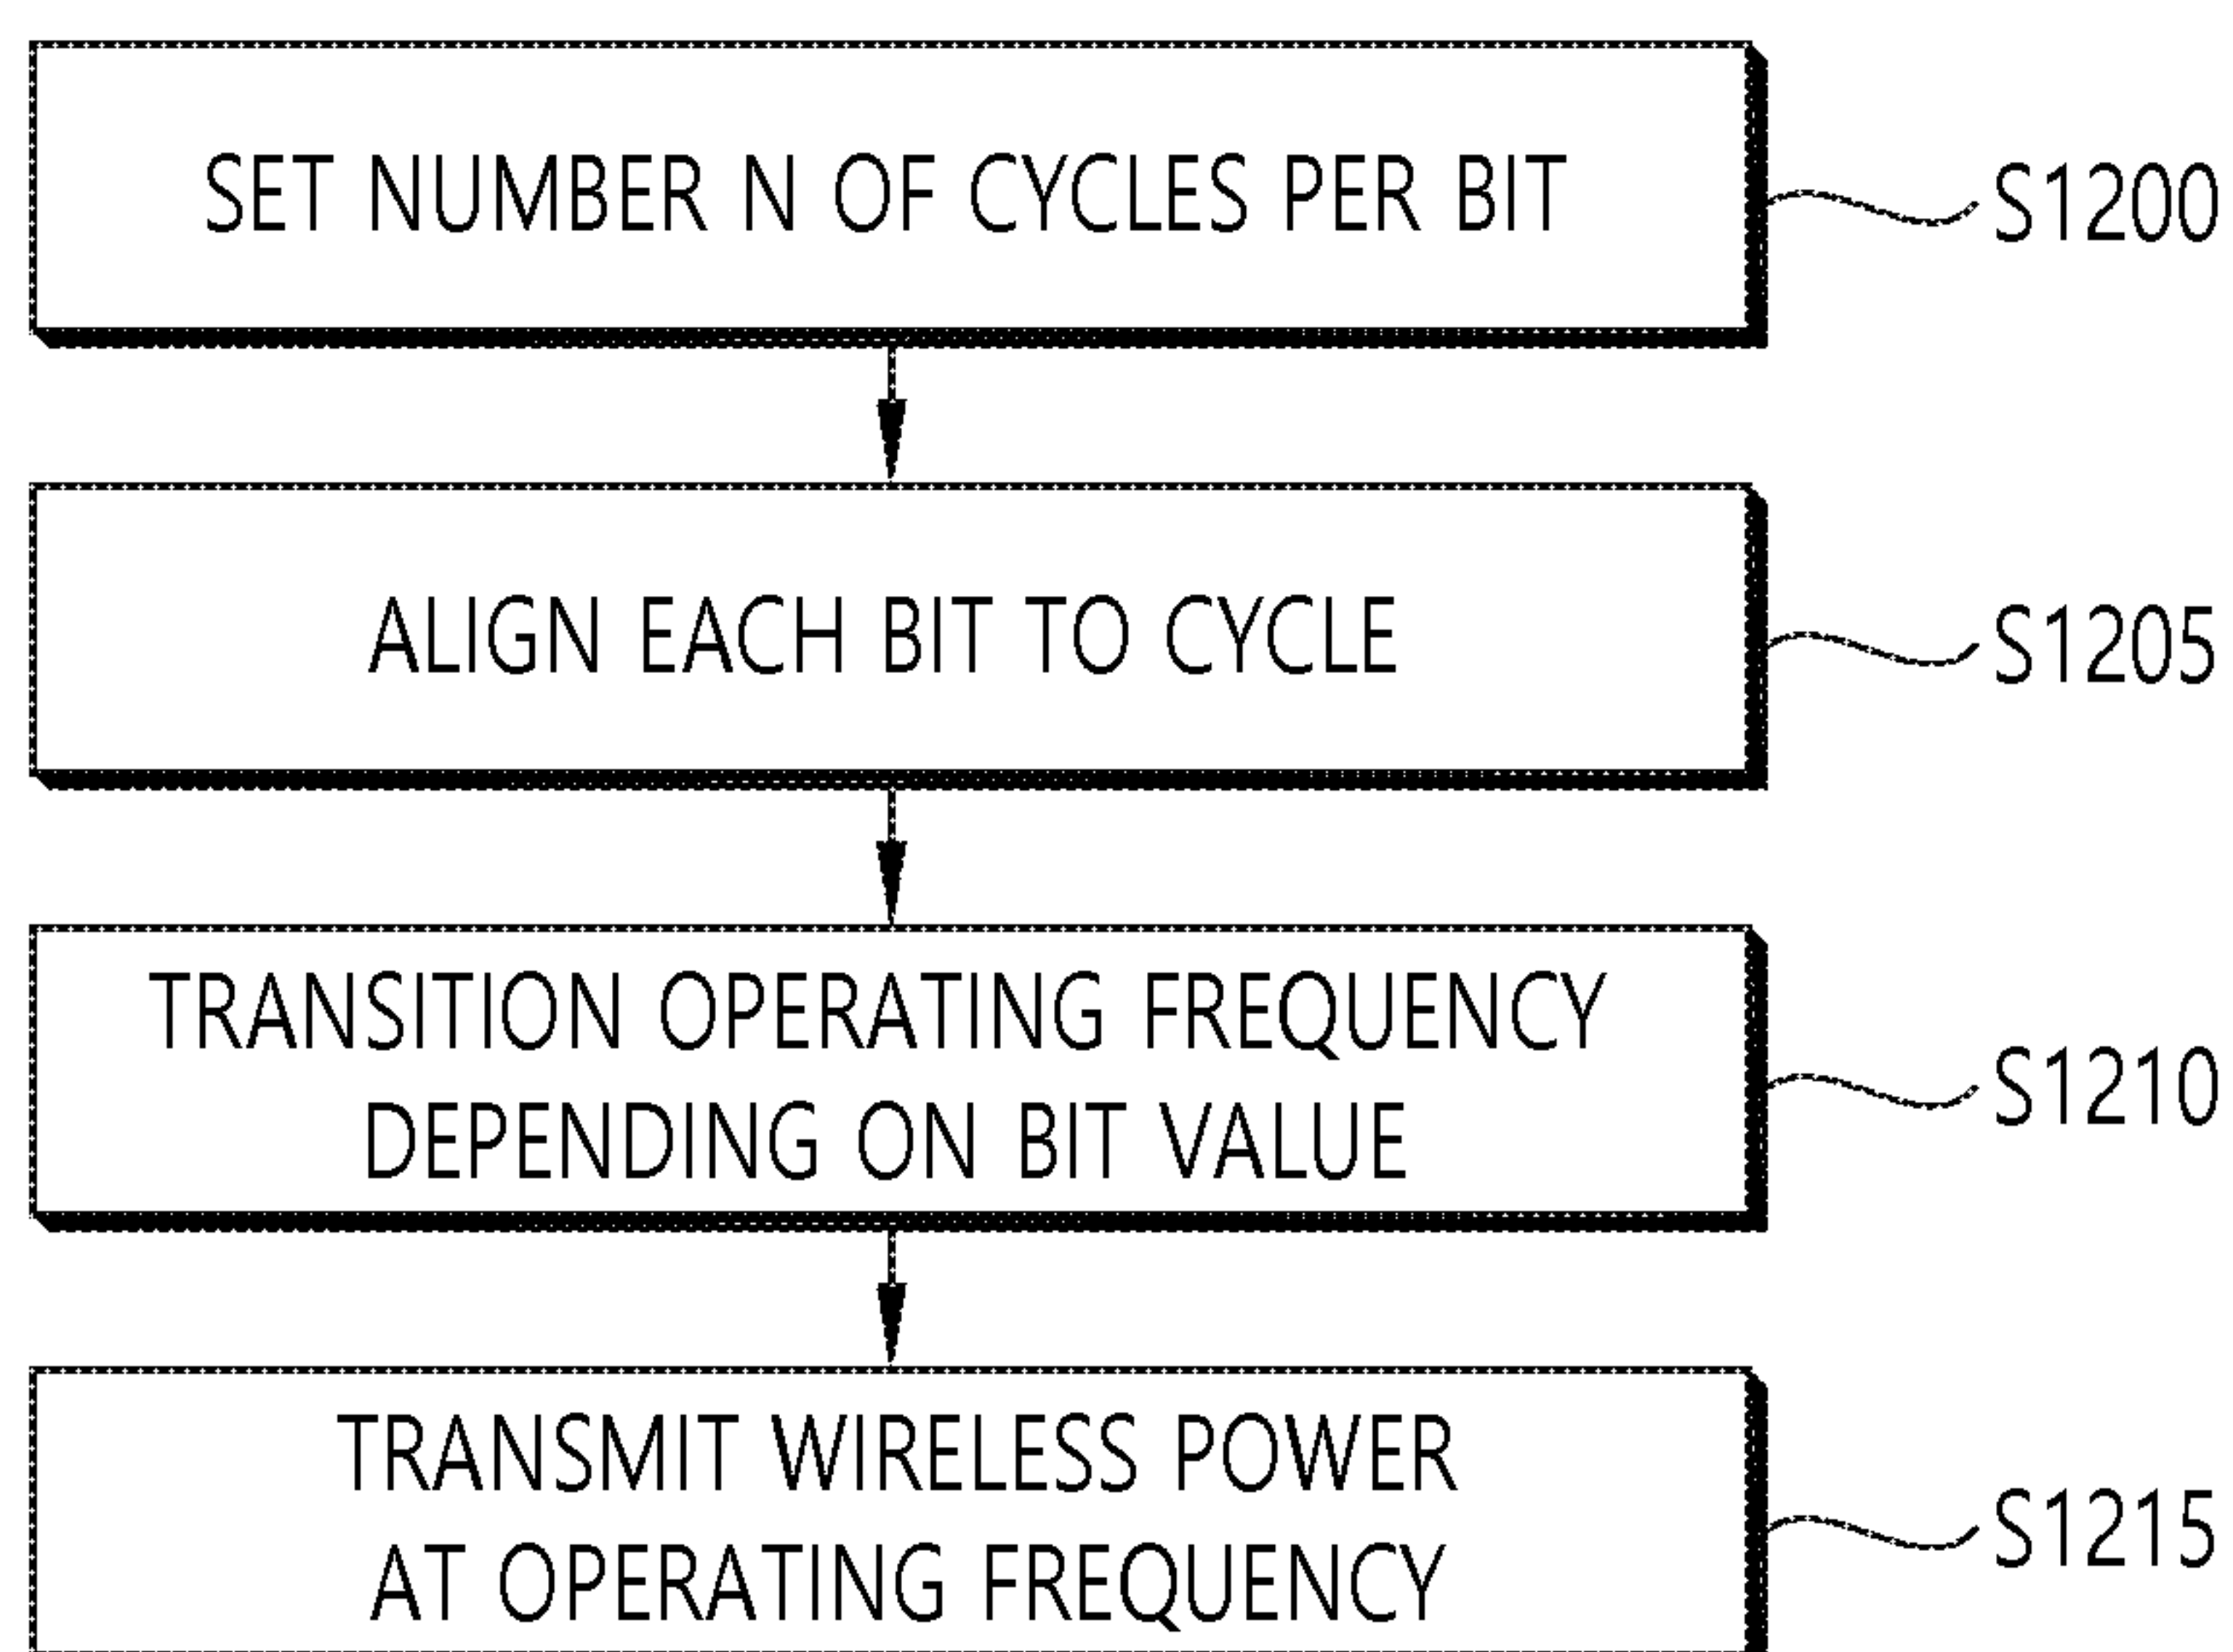 SET NUMBER N OF CYCLES PER BIT
S1200
ALIGN EACH BIT TO CYCLE
S1205
TRANSITION OPERATING FREQUENCY
DEPENDING ON BIT VALUE
S1210
TRANSMIT WIRELESS POWER
AT OPERATING FREQUENCY
S1215